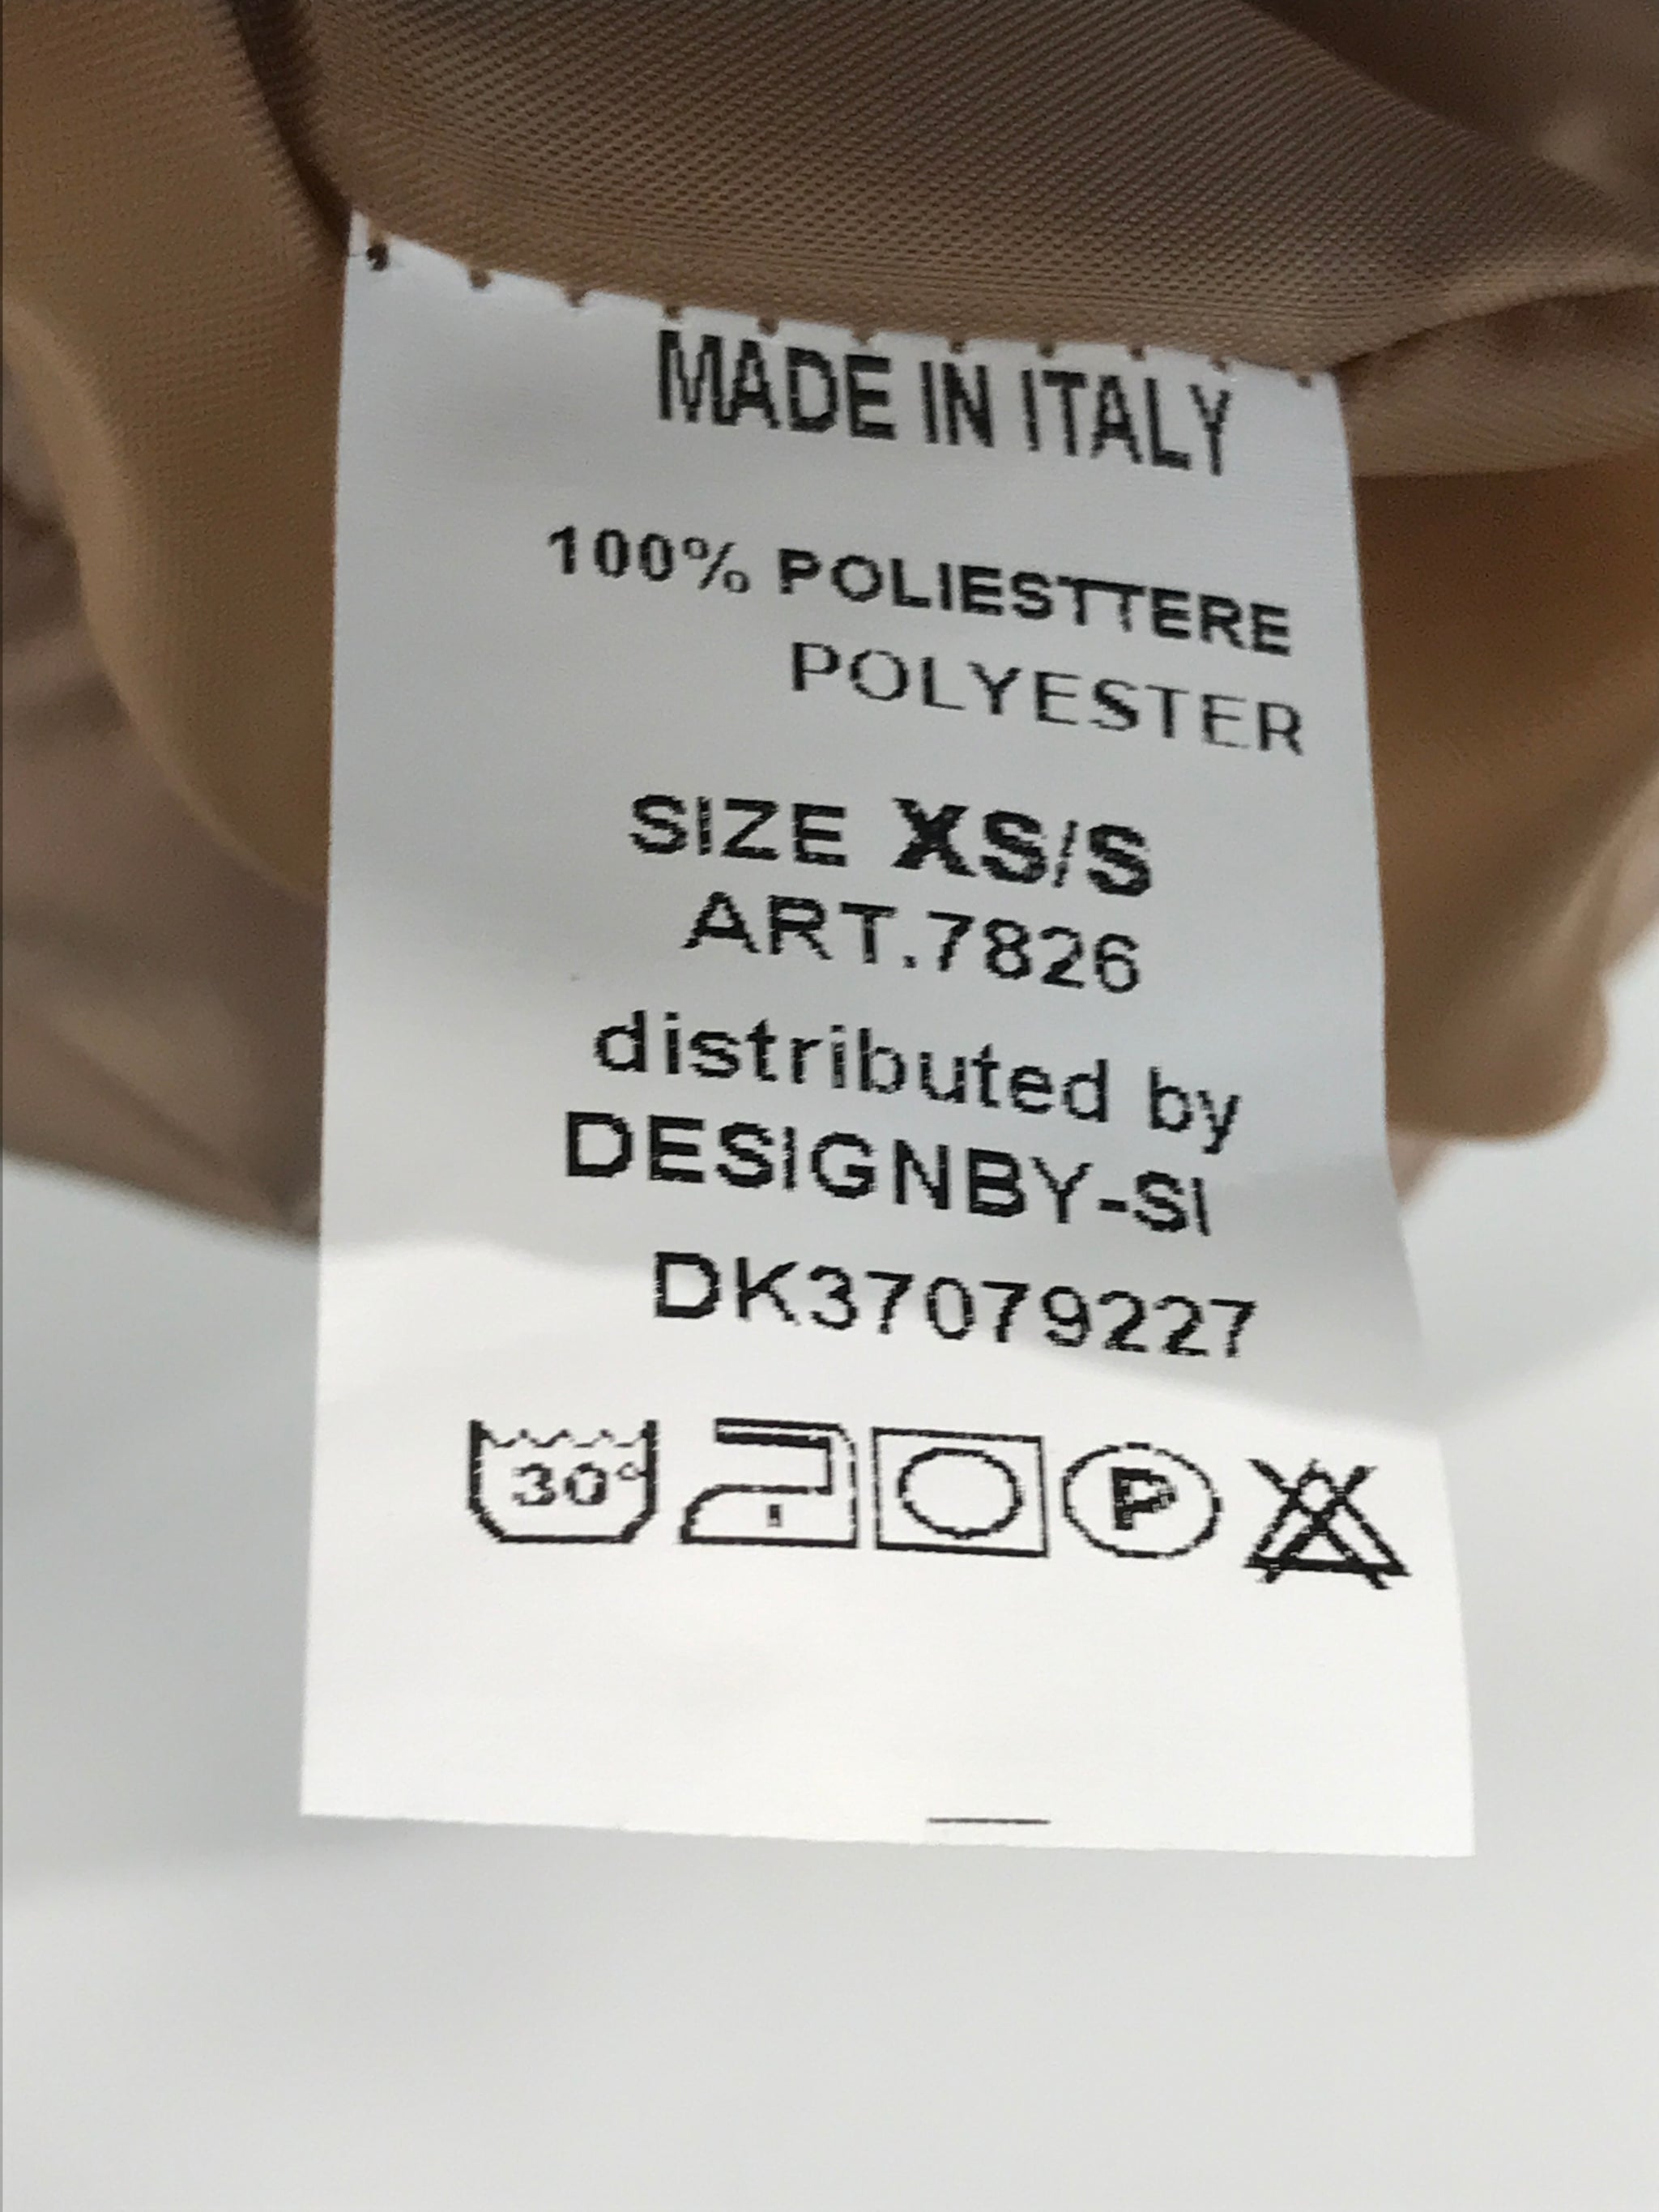 MADE IN ITALY
100% POLIESTTERE
POLYESTER
SIZE XS/S
ART.7826
distributed by
DESIGNBY-SI
DK37079227
30° P